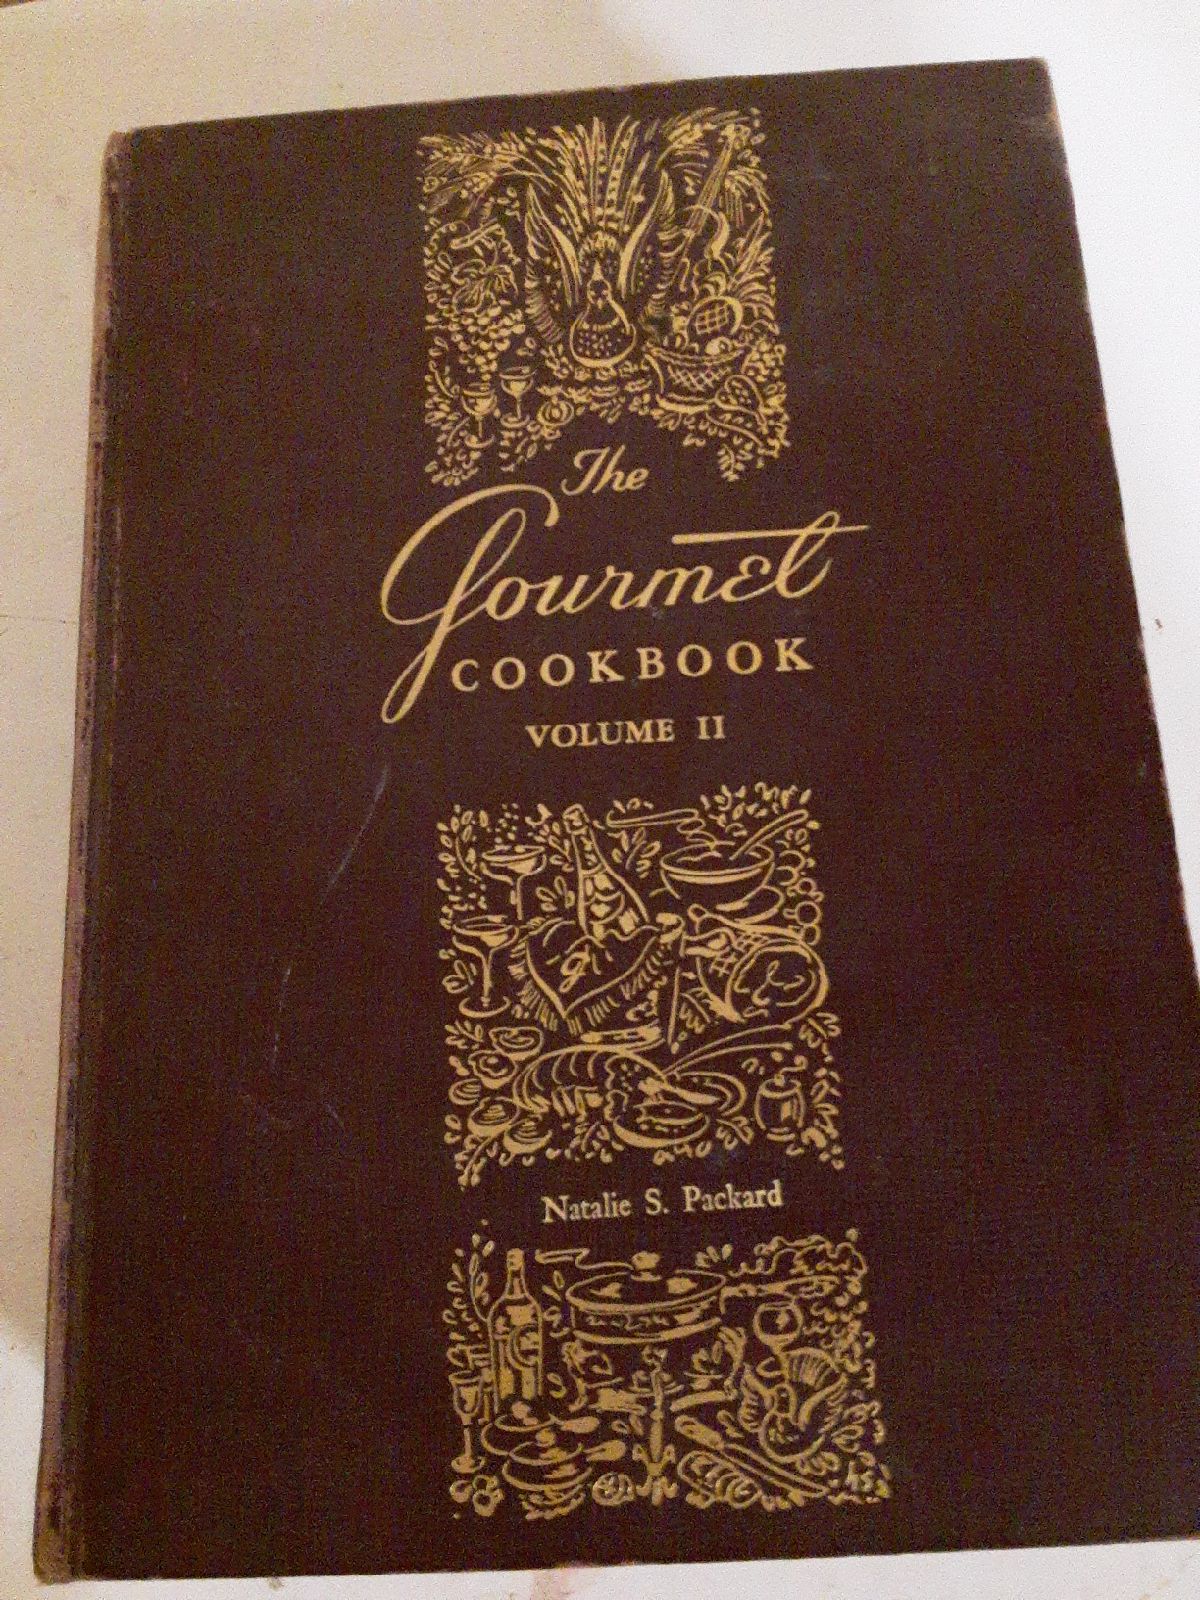 The
Gourmet
COOKBOOK
VOLUME II
g
Natalie S. Packard